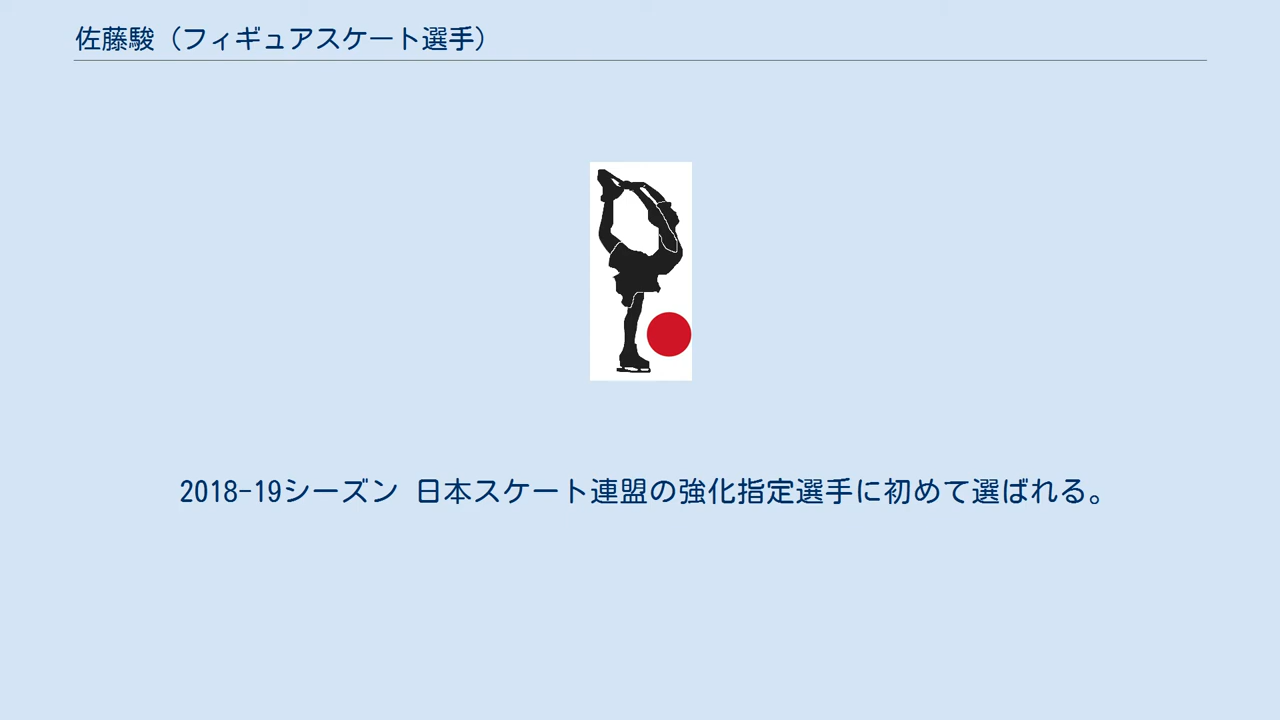 佐藤駿（フィギュアスケート選手）
2018-19シーズン 日本スケート連盟の強化指定選手に初めて選ばれる。